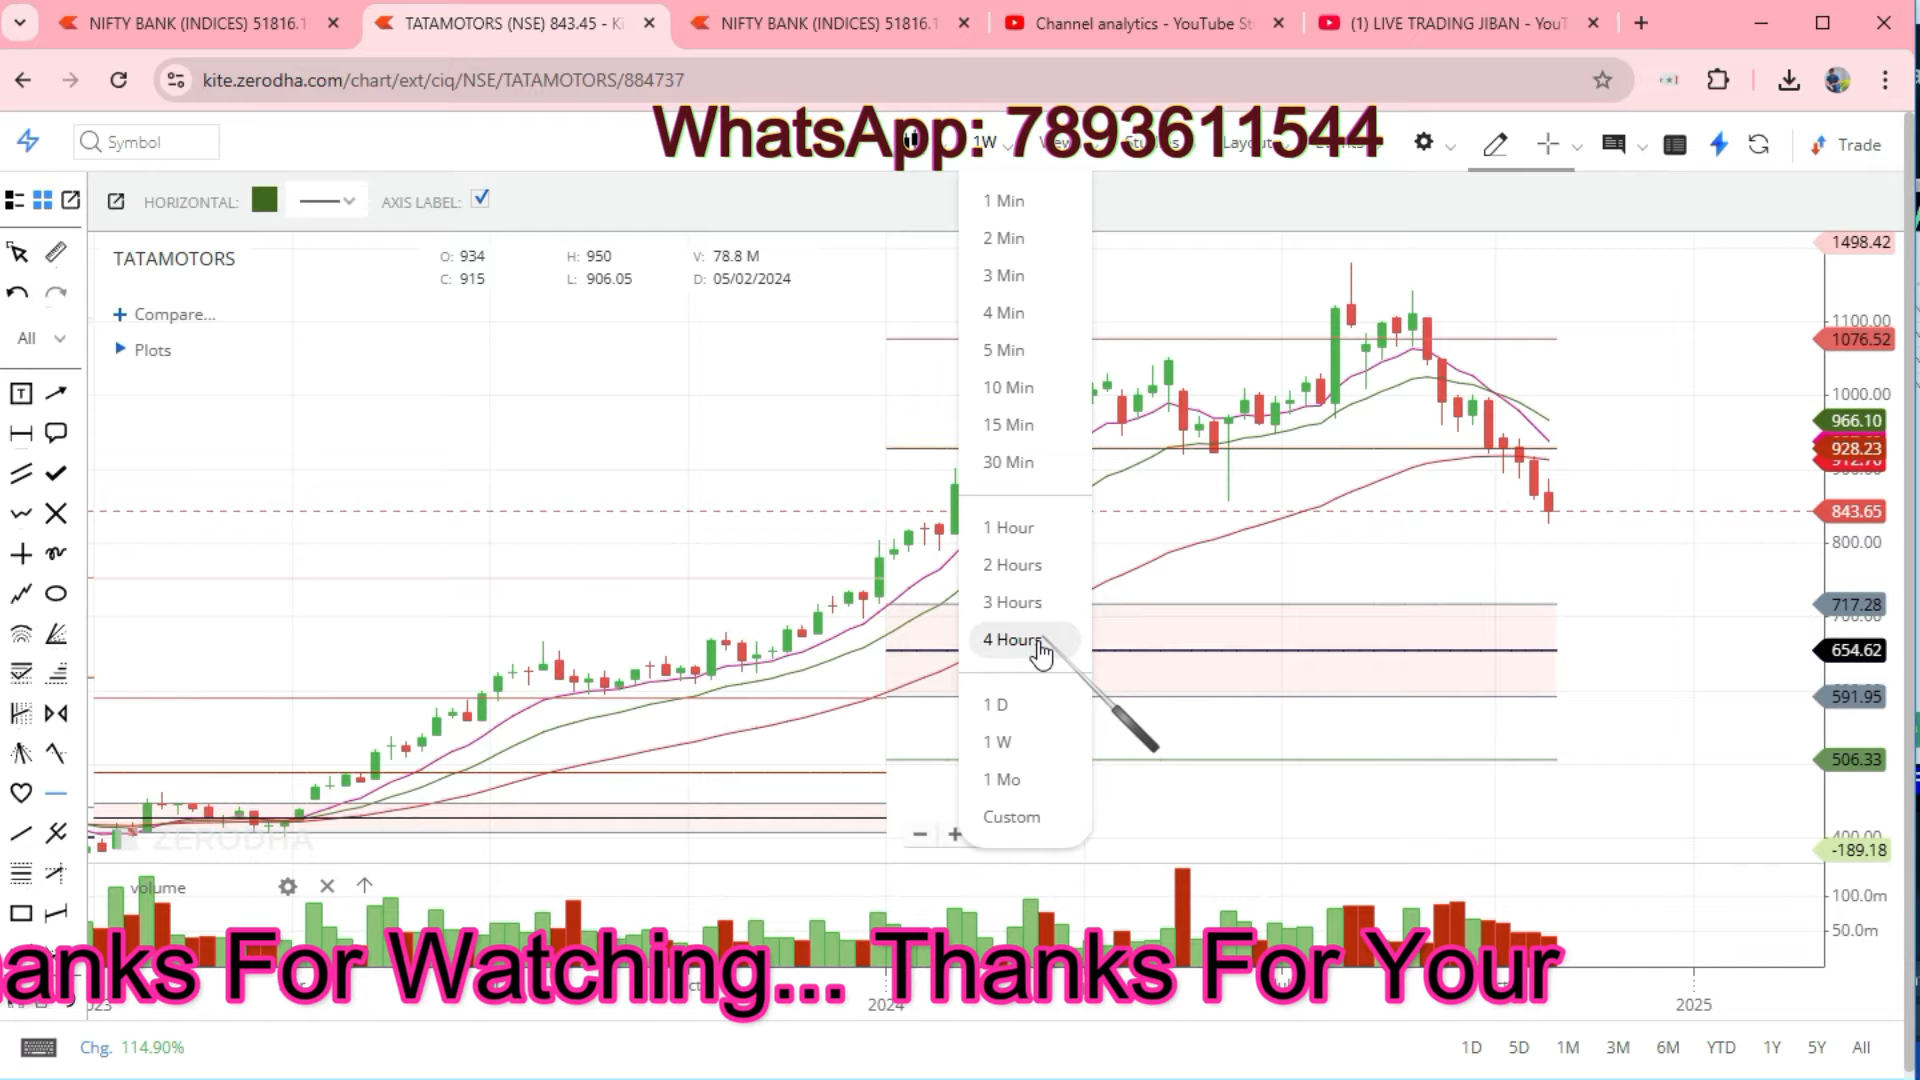 NIFTY BANK (INDICES) 51816.1
TATAMOTORS (NSE) 843.45 - Ki
NIFTY BANK (INDICES) 51816.1
Channel analytics - YouTube St
(1) LIVE TRADING JIBAN - YouT
kite.zerodha.com/chart/ext/ciq/NSE/TATAMOTORS/884737
WhatsApp: 7893611544
Symbol
1W
Trade
HORIZONTAL:
AXIS LABEL:
TATAMOTORS
O: 934 H: 950 V: 78.8 M
C: 915 L: 906.05 D: 05/02/2024
Compare...
Plots
All
1 Min
2 Min
3 Min
4 Min
5 Min
10 Min
15 Min
30 Min
1 Hour
2 Hours
3 Hours
4 Hours
1 D
1 W
1 Mo
Custom
1498.42
1100.00
1076.52
1000.00
966.10
928.23
843.65
800.00
717.28
654.62
591.95
506.33
400.00
-189.18
ZERODHA
volume
100.0m
50.0m
anks For Watching... Thanks For Your
2024
2025
Chg. 114.90%
1D 5D 1M 3M 6M YTD 1Y 5Y All